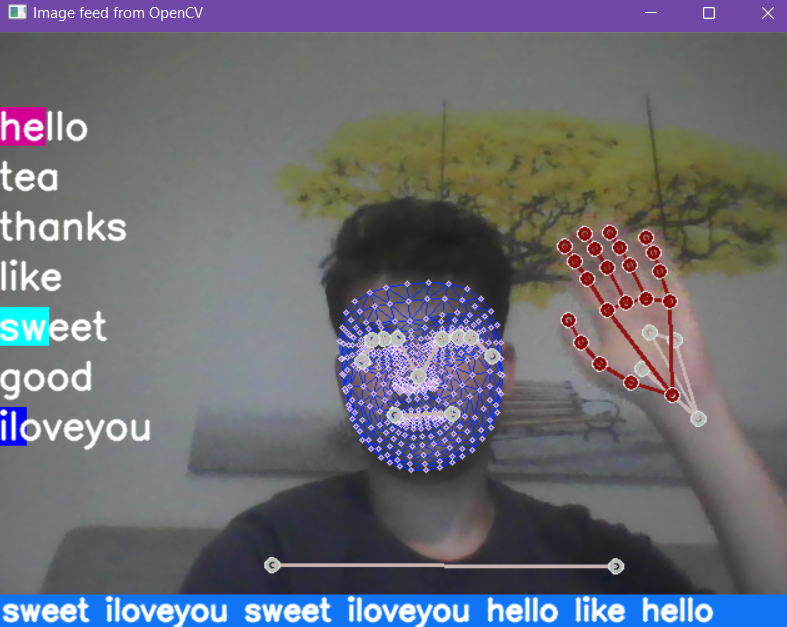 Image feed from OpenCV
hello
tea
thanks
like
sweet
good
iloveyou
sweet iloveyou sweet iloveyou hello like hello